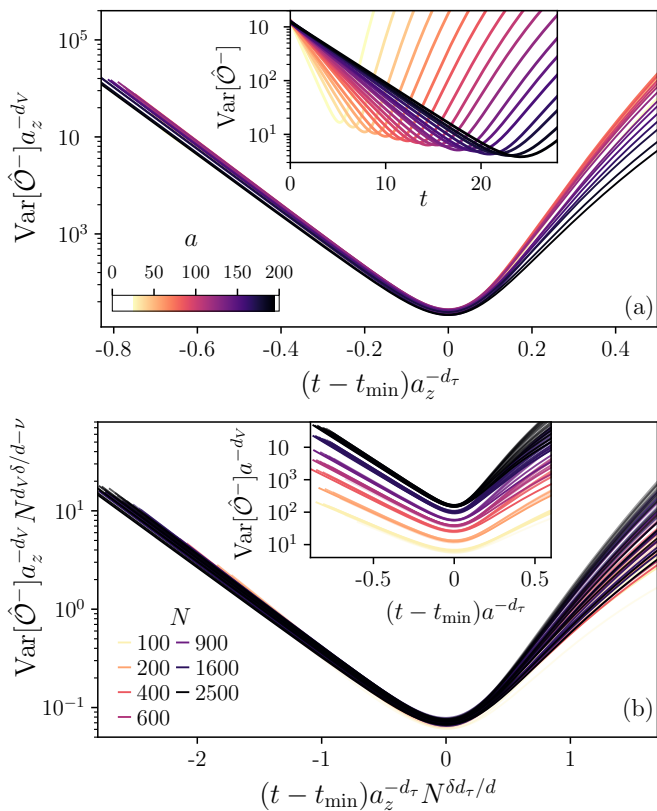 10^5
10
10^3
Var[Ô^-]a_z^{-d_V}
10
10^2
10^1
Var[Ô^-]
0 10 20
t
a
0 50 100 150 200
(a)
-0.8 -0.6 -0.4 -0.2 0 0.2 0.4
(t − t_min)a_z^{-d_τ}
10^1
10^0
10^{-1}
Var[Ô^-]a_z^{-d_V} N^{d_V δ/d−ν}
10
10^3
10^2
10^1
Var[Ô^-]a^{-d_V}
-0.5 0 0.5
(t − t_min)a^{-d_τ}
N
100 900
200 1600
400 2500
600
(b)
-2 -1 0 1
(t − t_min)a_z^{-d_τ} N^{δd_τ/d}